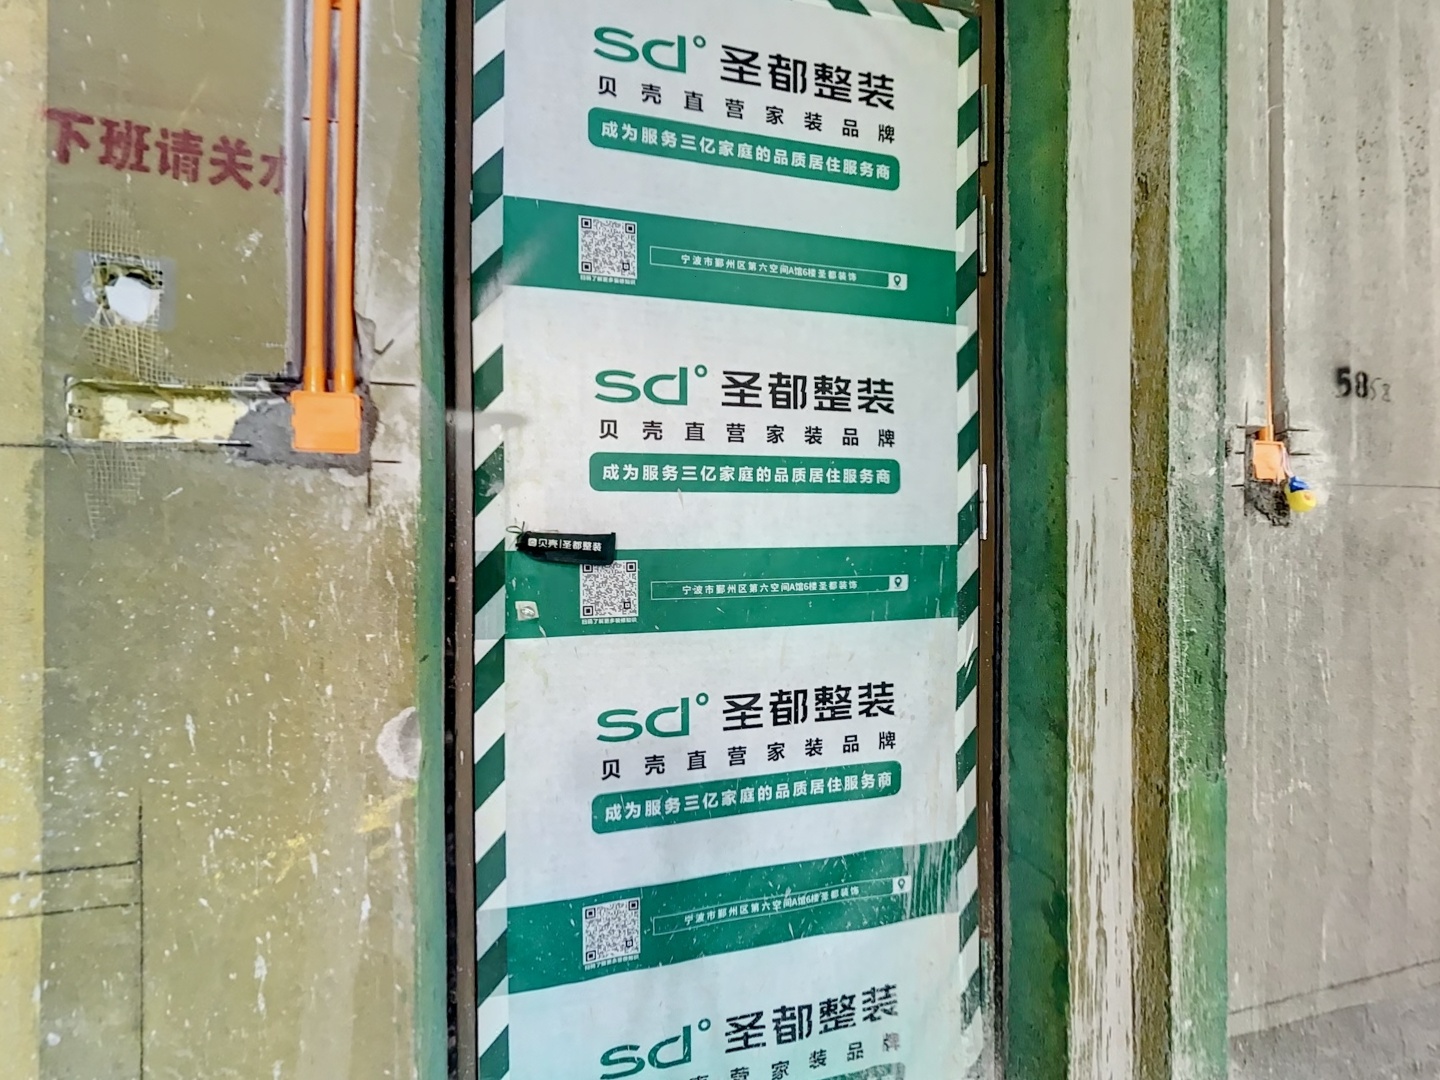 下班请关水
sd° 圣都整装
贝壳直营家装品牌
成为服务三亿家庭的品质居住服务商
宁波市鄞州区第六空间A馆6楼圣都装饰
sd° 圣都整装
贝壳直营家装品牌
成为服务三亿家庭的品质居住服务商
贝壳|圣都整装
宁波市鄞州区第六空间A馆6楼圣都装饰
sd° 圣都整装
贝壳直营家装品牌
成为服务三亿家庭的品质居住服务商
宁波市鄞州区第六空间A馆6楼圣都装饰
sd° 圣都整装
营家装品牌
58